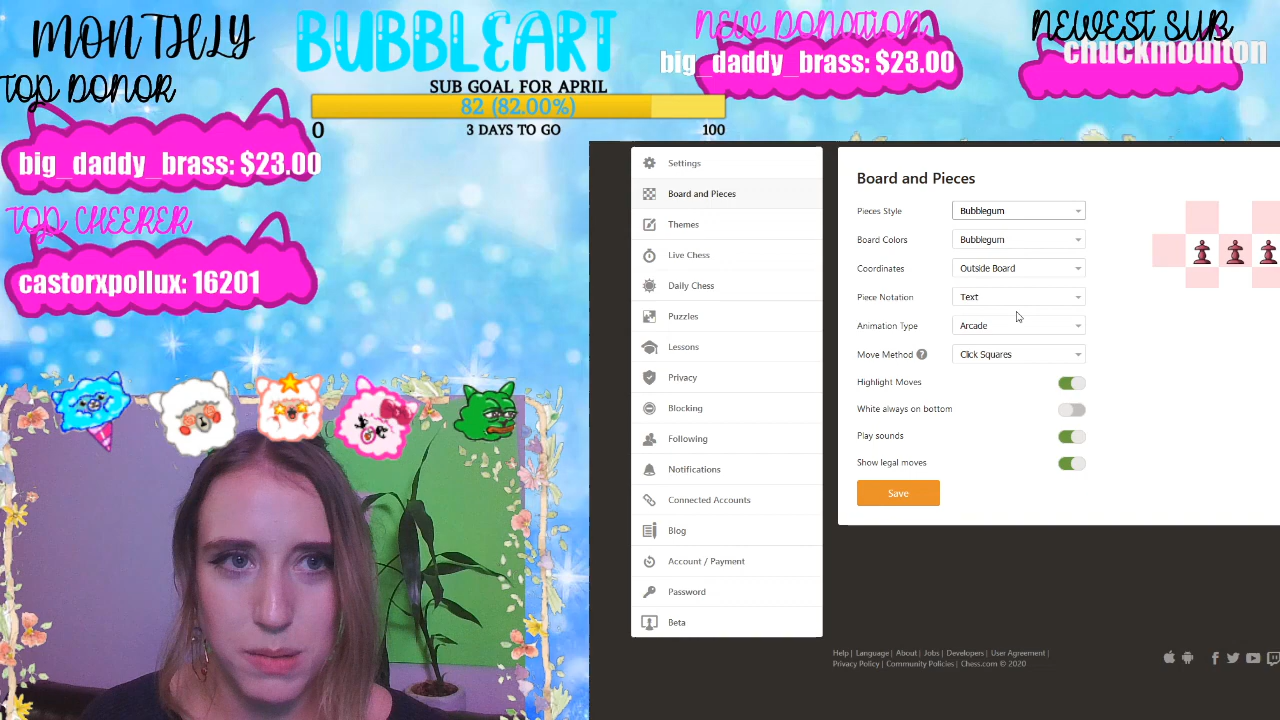 MONTHLY
TOP DONOR
big_daddy_brass: $23.00
TOP CHEERER
castorxpollux: 16201
BUBBLEART
SUB GOAL FOR APRIL
82 (82.00%)
0
3 DAYS TO GO
100
NEW DONATION
big_daddy_brass: $23.00
NEWEST SUB
chuckmoulton
Settings
Board and Pieces
Themes
Live Chess
Daily Chess
Puzzles
Lessons
Privacy
Blocking
Following
Notifications
Connected Accounts
Blog
Account / Payment
Password
Beta
Board and Pieces
Pieces Style
Bubblegum
Board Colors
Bubblegum
Coordinates
Outside Board
Piece Notation
Text
Animation Type
Arcade
Move Method ?
Click Squares
Highlight Moves
White always on bottom
Play sounds
Show legal moves
Save
Help | Language | About | Jobs | Developers | User Agreement |
Privacy Policy | Community Policies | Chess.com © 2020